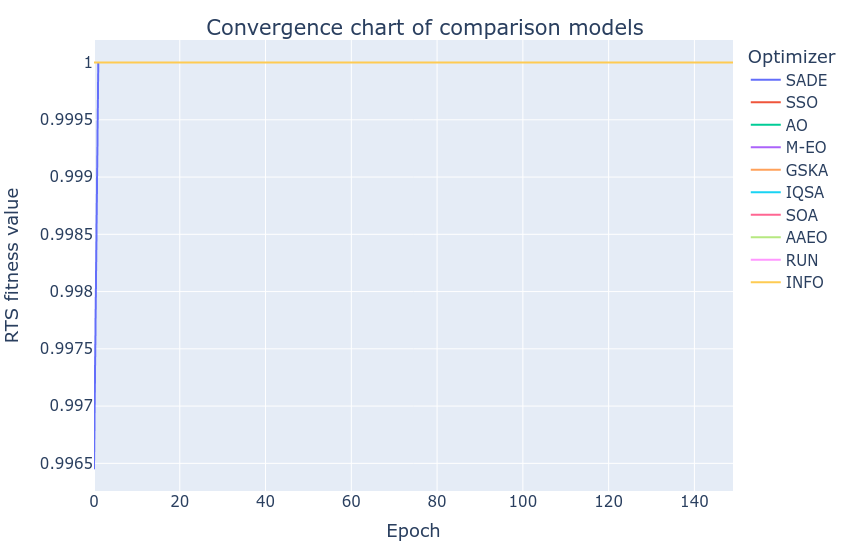 Convergence chart of comparison models
RTS fitness value
1
0.9995
0.999
0.9985
0.998
0.9975
0.997
0.9965
0 20 40 60 80 100 120 140
Epoch
Optimizer
SADE
SSO
AO
M-EO
GSKA
IQSA
SOA
AAEO
RUN
INFO